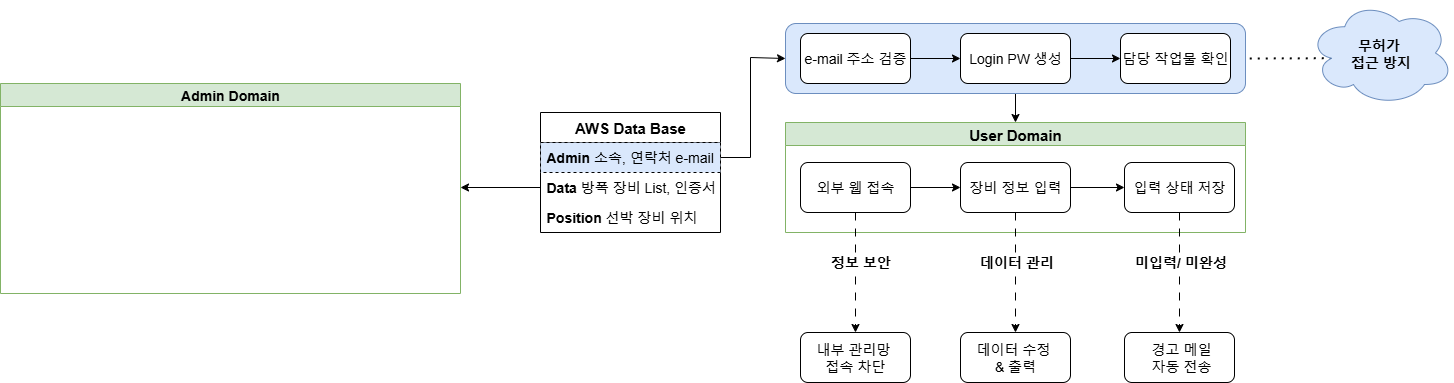 Admin Domain
AWS Data Base
Admin 소속, 연락처 e-mail
Data 방폭 장비 List, 인증서
Position 선박 장비 위치
e-mail 주소 검증
Login PW 생성
담당 작업물 확인
무허가
접근 방지
User Domain
외부 웹 접속
장비 정보 입력
입력 상태 저장
정보 보안
데이터 관리
미입력/ 미완성
내부 관리망
접속 차단
데이터 수정
& 출력
경고 메일
자동 전송